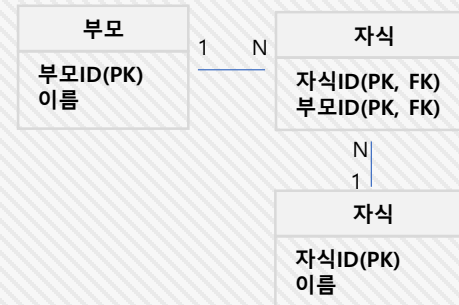 부모
부모ID(PK)
이름
1 N
자식
자식ID(PK, FK)
부모ID(PK, FK)
N
1
자식
자식ID(PK)
이름